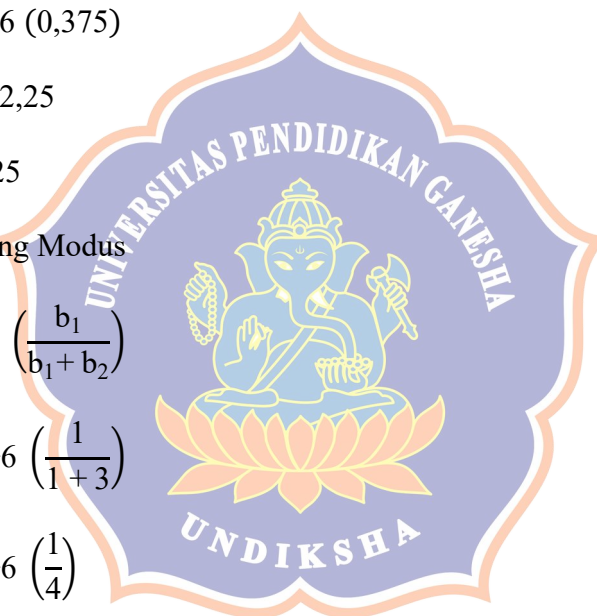 6 (0,375)
2,25
25
ng Modus
(b₁ / b₁ + b₂)
6 (1 / 1 + 3)
6 (1/4)
UNIVERSITAS PENDIDIKAN GANESHA
UNDIKSHA